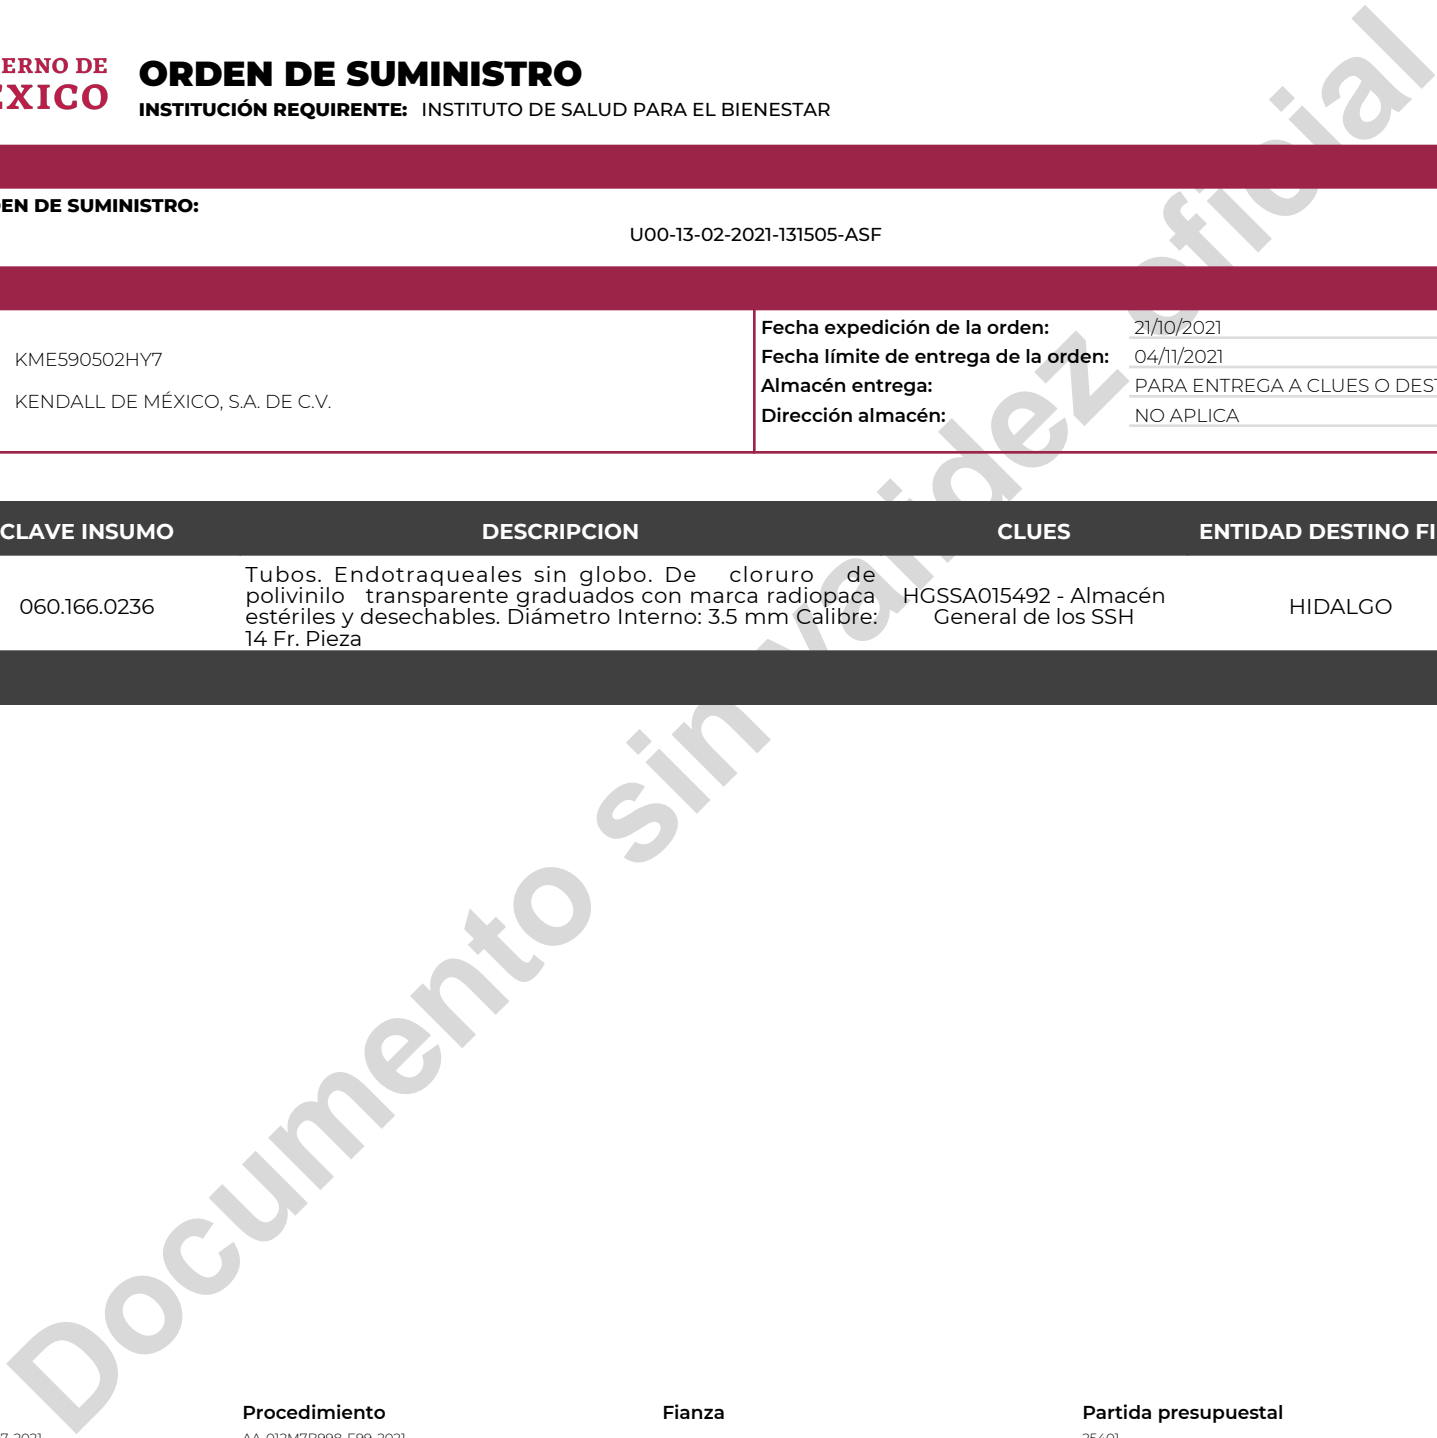 ERNO DE
ORDEN DE SUMINISTRO
INSTITUCIÓN REQUIRENTE: INSTITUTO DE SALUD PARA EL BIENESTAR
EN DE SUMINISTRO:
U00-13-02-2021-131505-ASF
KME590502HY7
KENDALL DE MÉXICO, S.A. DE C.V.
Fecha expedición de la orden: 21/10/2021
Fecha límite de entrega de la orden: 04/11/2021
Almacén entrega: PARA ENTREGA A CLUES O DEST
Dirección almacén: NO APLICA
CLAVE INSUMO DESCRIPCION CLUES ENTIDAD DESTINO FI
060.166.0236
Tubos. Endotraqueales sin globo. De cloruro de
polivinilo transparente graduados con marca radiopaca
estériles y desechables. Diámetro Interno: 3.5 mm Calibre:
14 Fr. Pieza
HGSSA015492 - Almacén
General de los SSH
HIDALGO
Documento sin validez oficial
Procedimiento Fianza Partida presupuestal